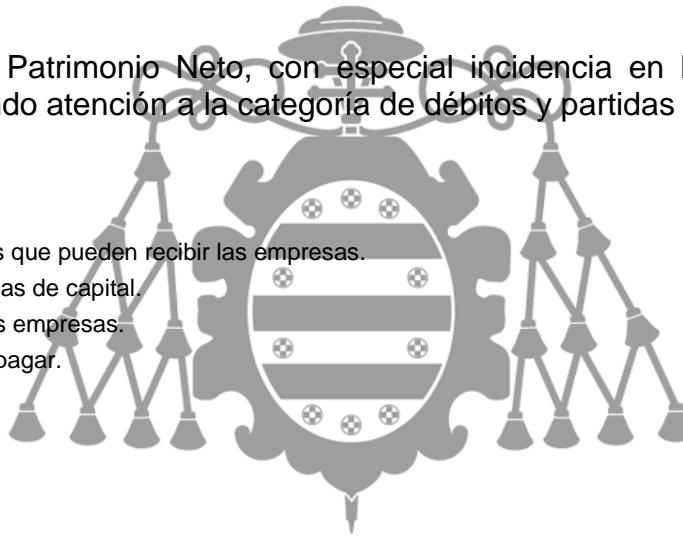 Patrimonio Neto, con especial incidencia en
ndo atención a la categoría de débitos y partidas
s que pueden recibir las empresas.
as de capital.
s empresas.
pagar.